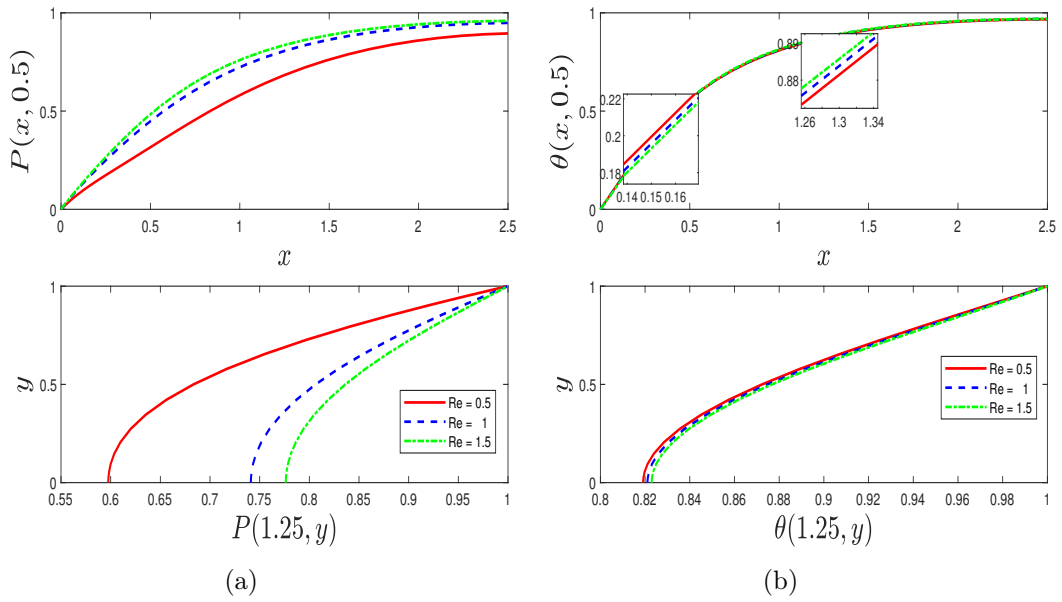 P(x, 0.5)
1
0.5
0
0 0.5 1 1.5 2 2.5
x
θ(x, 0.5)
1
0.5
0
0.22
0.2
0.18
0.14 0.15 0.16
0.89
0.88
1.26 1.3 1.34
0 0.5 1 1.5 2 2.5
x
y
1
0.5
0
Re = 0.5
Re = 1
Re = 1.5
0.55 0.6 0.65 0.7 0.75 0.8 0.85 0.9 0.95 1
P(1.25, y)
(a)
y
1
0.5
0
Re = 0.5
Re = 1
Re = 1.5
0.8 0.82 0.84 0.86 0.88 0.9 0.92 0.94 0.96 0.98 1
θ(1.25, y)
(b)